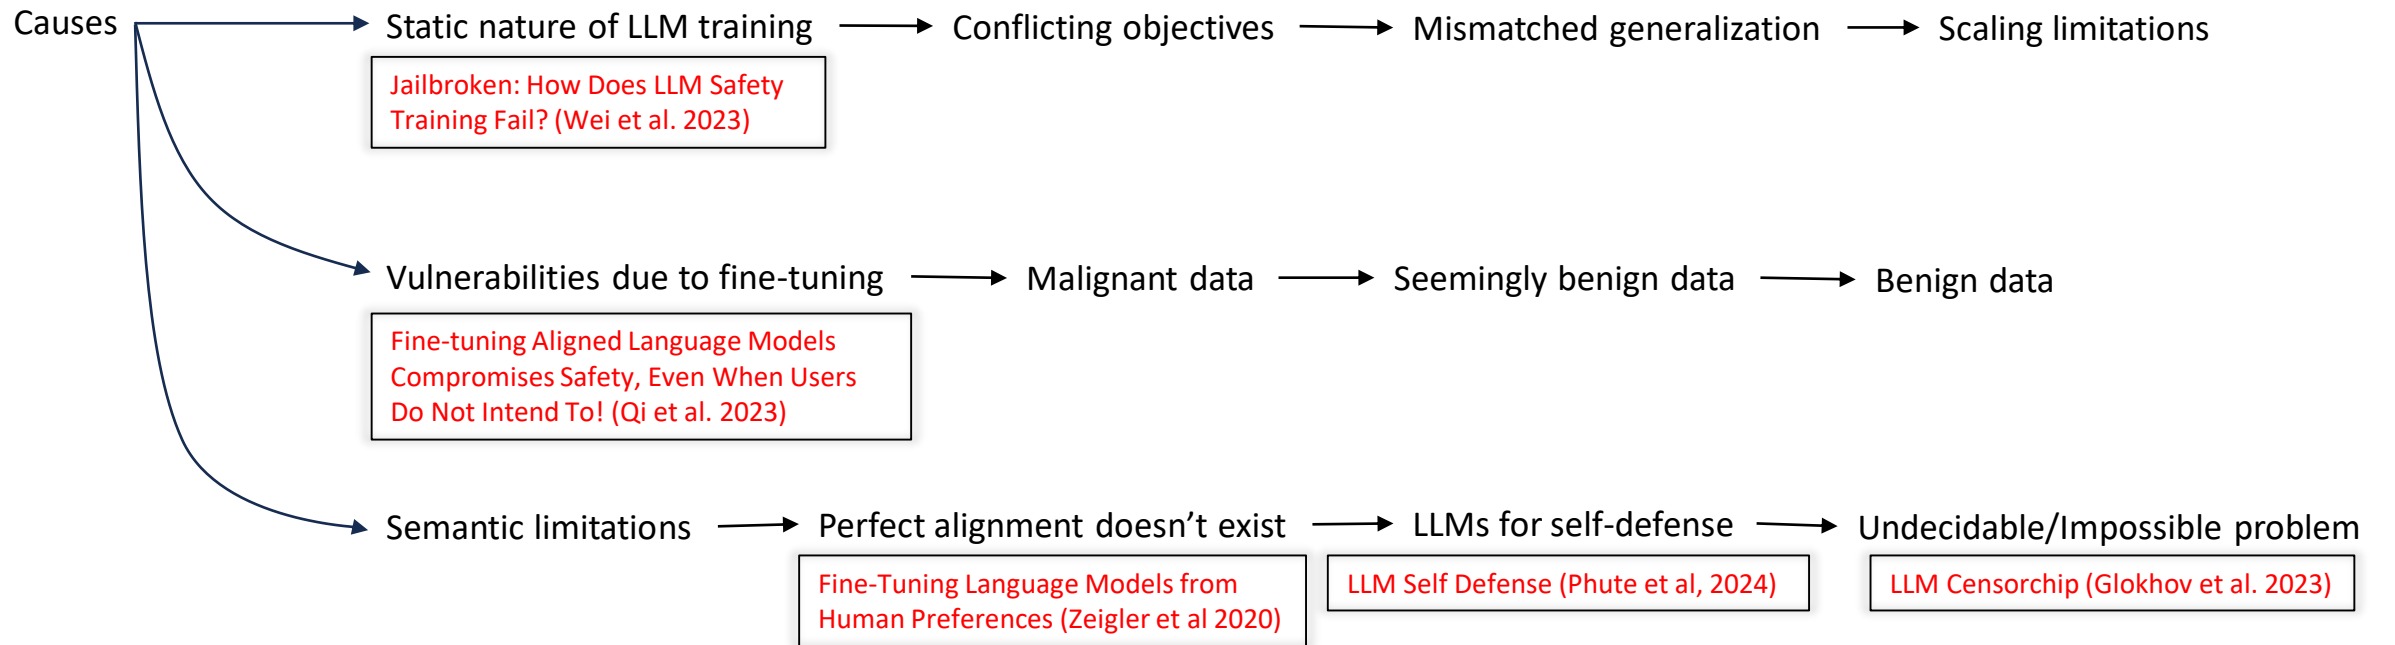 Causes
Static nature of LLM training
Conflicting objectives
Mismatched generalization
Scaling limitations
Jailbroken: How Does LLM Safety
Training Fail? (Wei et al. 2023)
Vulnerabilities due to fine-tuning
Malignant data
Seemingly benign data
Benign data
Fine-tuning Aligned Language Models
Compromises Safety, Even When Users
Do Not Intend To! (Qi et al. 2023)
Semantic limitations
Perfect alignment doesn’t exist
LLMs for self-defense
Undecidable/Impossible problem
Fine-Tuning Language Models from
Human Preferences (Zeigler et al 2020)
LLM Self Defense (Phute et al, 2024)
LLM Censorchip (Glokhov et al. 2023)